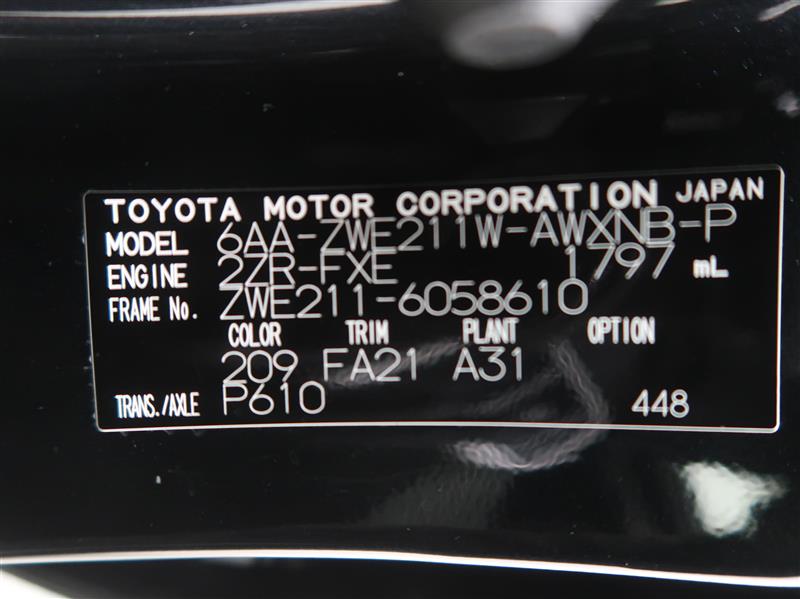 TOYOTA MOTOR CORPORATION JAPAN
MODEL 6AA-ZWE211W-AWXNB-P
ENGINE 2ZR-FXE 1797 mL
FRAME No. ZWE211-6058610
COLOR TRIM PLANT OPTION
209 FA21 A31
TRANS./AXLE P610 448